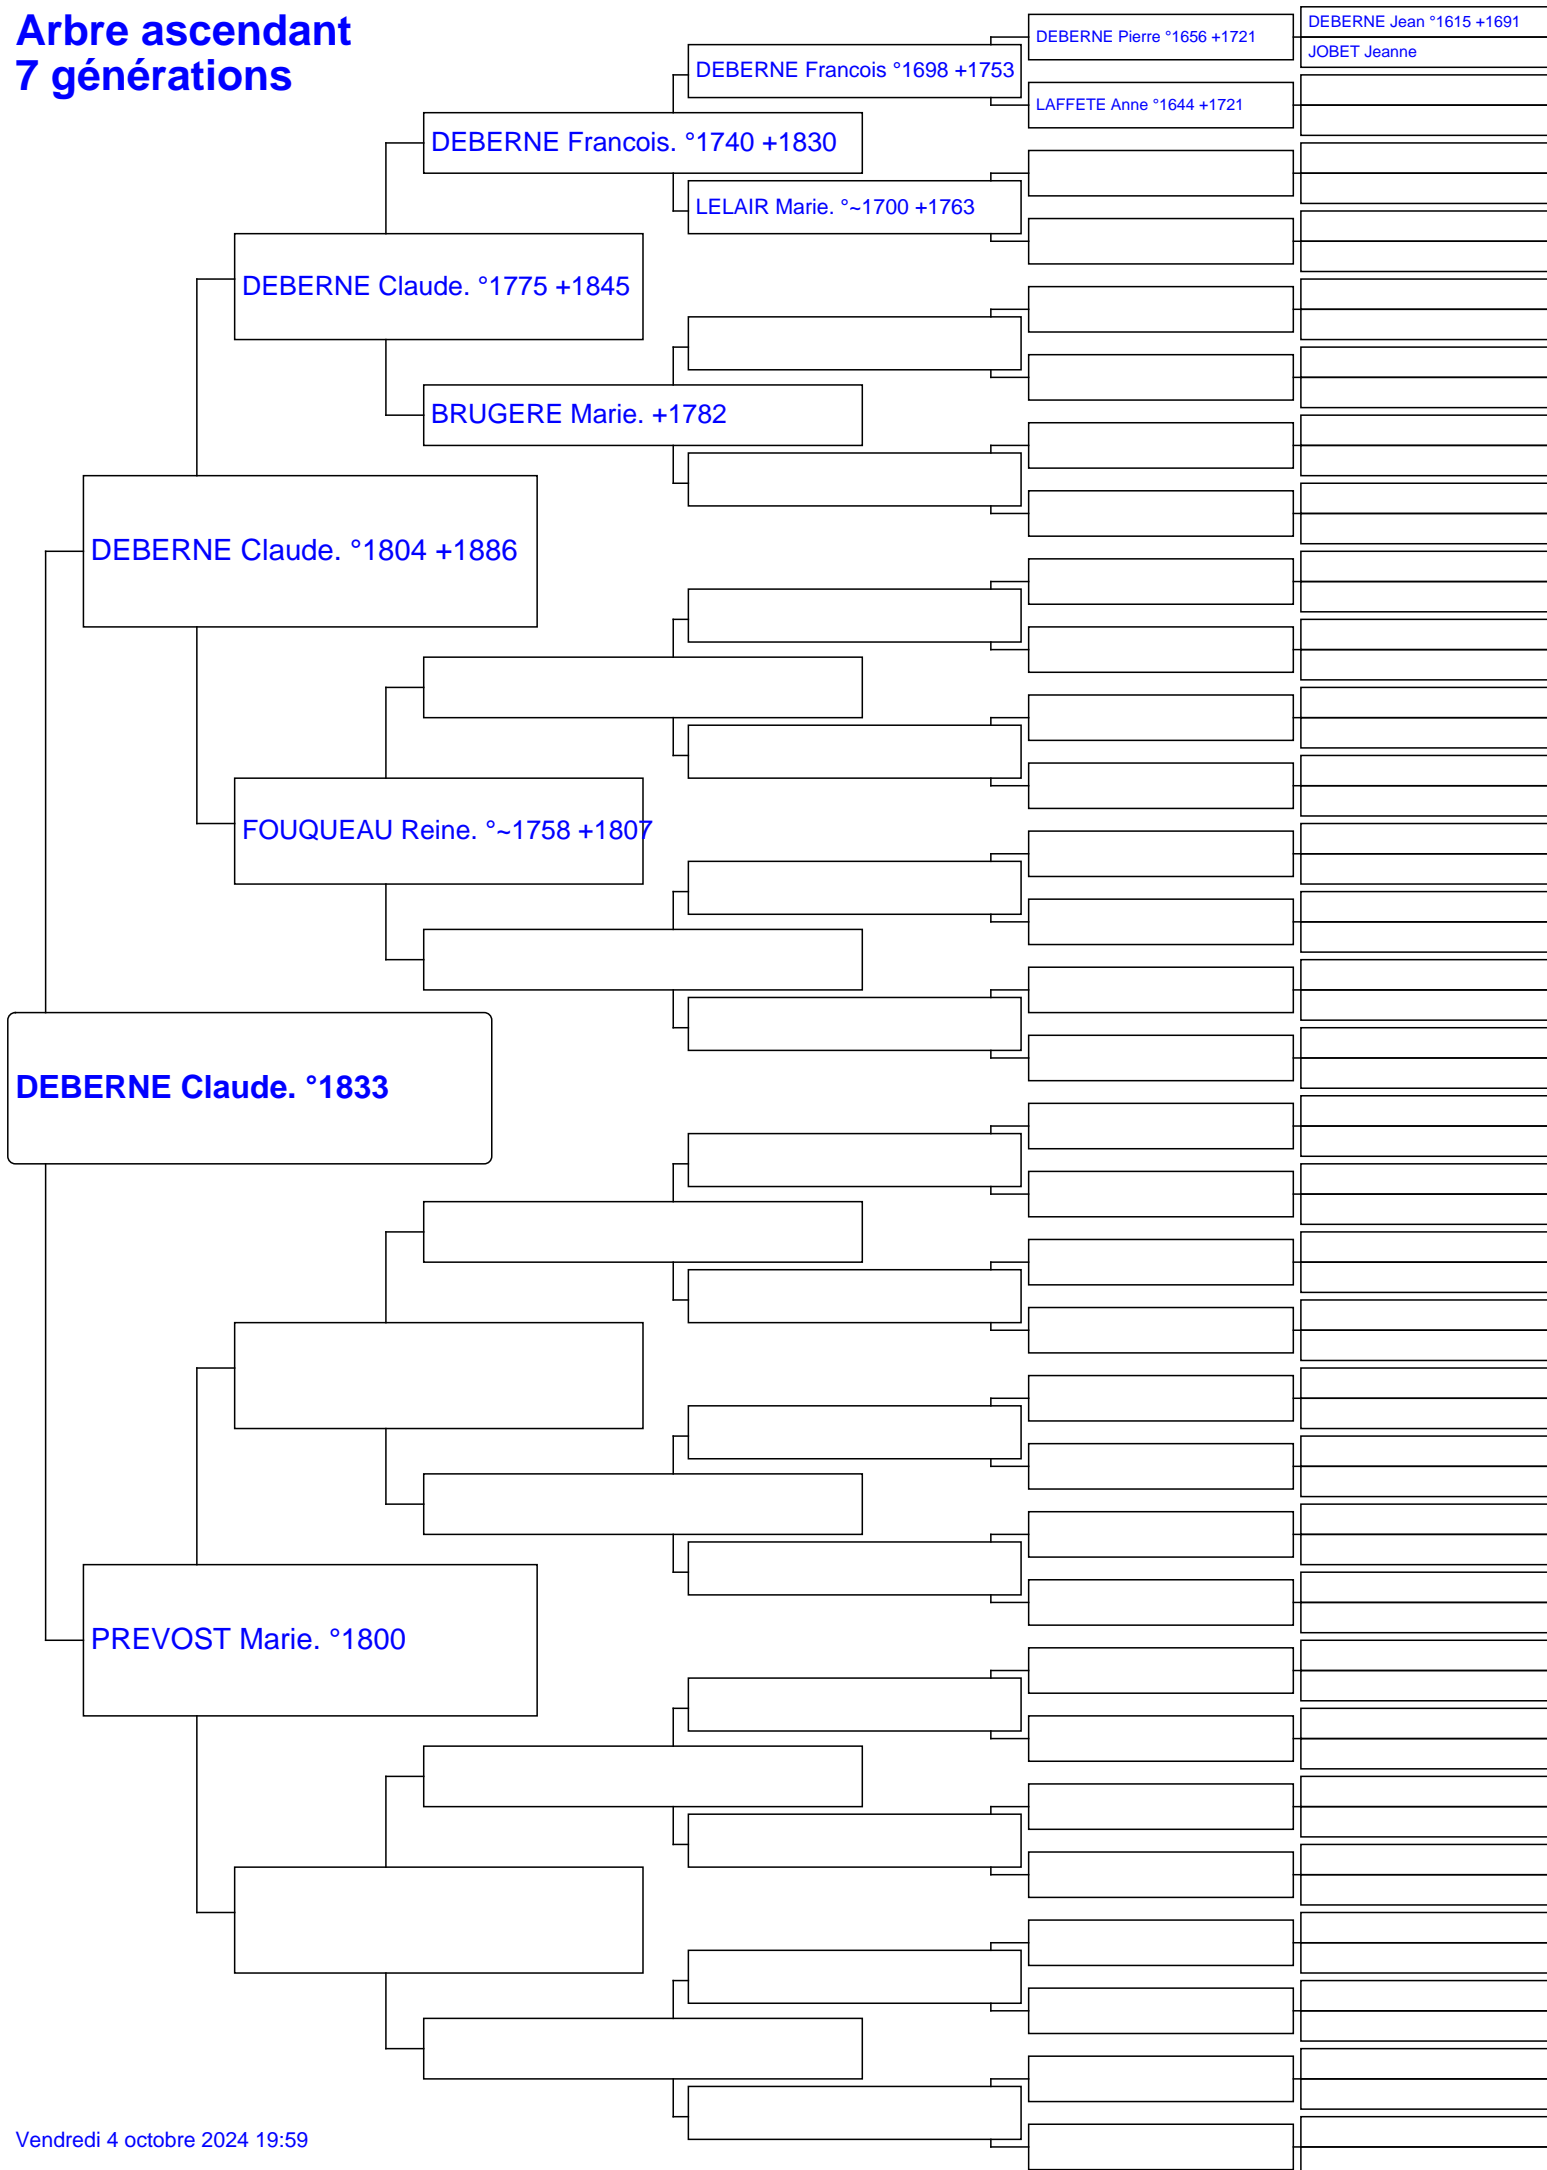 Arbre ascendant
7 générations
DEBERNE Jean °1615 +1691
DEBERNE Pierre °1656 +1721
JOBET Jeanne
DEBERNE Francois °1698 +1753
LAFFETE Anne °1644 +1721
DEBERNE Francois. °1740 +1830
LELAIR Marie. °~1700 +1763
DEBERNE Claude. °1775 +1845
BRUGERE Marie. +1782
DEBERNE Claude. °1804 +1886
FOUQUEAU Reine. °~1758 +1807
DEBERNE Claude. °1833
PREVOST Marie. °1800
Vendredi 4 octobre 2024 19:59